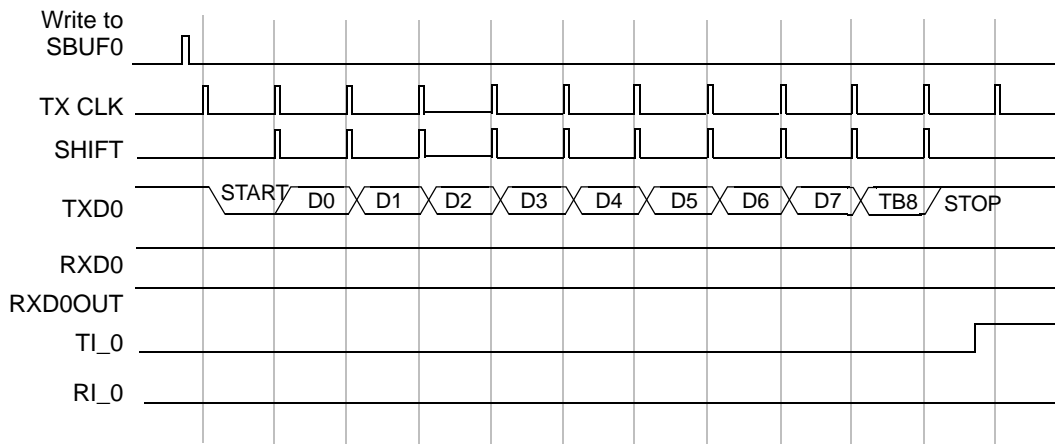 Write to
SBUF0
TX CLK
SHIFT
TXD0
START D0 D1 D2 D3 D4 D5 D6 D7 TB8 STOP
RXD0
RXD0OUT
TI_0
RI_0